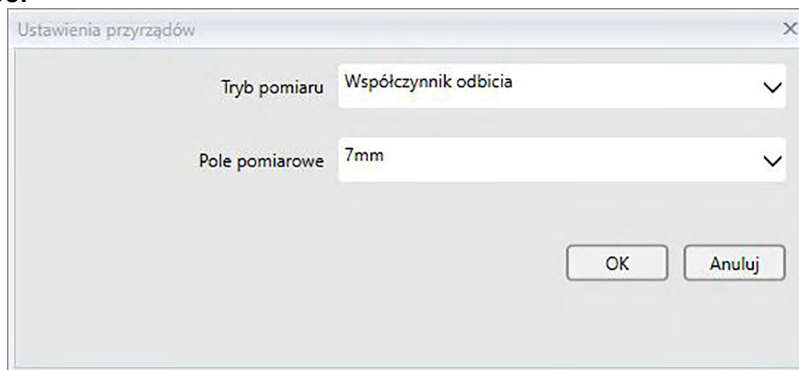 Ustawienia przyrządów
Tryb pomiaru Współczynnik odbicia
Pole pomiarowe 7mm
OK Anuluj